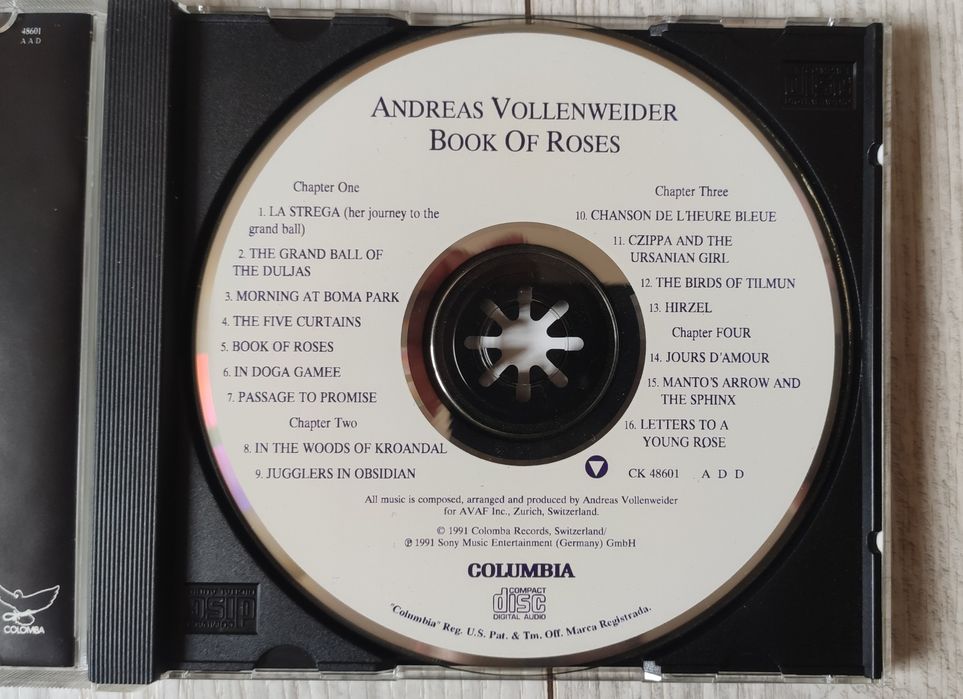 48601
AAD
COLOMBA
ANDREAS VOLLENWEIDER
BOOK OF ROSES
Chapter One
1. LA STREGA (her journey to the
grand ball)
2. THE GRAND BALL OF
THE DULJAS
3. MORNING AT BOMA PARK
4. THE FIVE CURTAINS
5. BOOK OF ROSES
6. IN DOGA GAMEE
7. PASSAGE TO PROMISE
Chapter Two
8. IN THE WOODS OF KROANDAL
9. JUGGLERS IN OBSIDIAN
Chapter Three
10. CHANSON DE L'HEURE BLEUE
11. CZIPPA AND THE
URSANIAN GIRL
12. THE BIRDS OF TILMUN
13. HIRZEL
Chapter FOUR
14. JOURS D'AMOUR
15. MANTO'S ARROW AND
THE SPHINX
16. LETTERS TO A
YOUNG RØSE
CK 48601 A D D
All music is composed, arranged and produced by Andreas Vollenweider
for AVAF Inc., Zurich, Switzerland.
© 1991 Colomba Records, Switzerland/
℗ 1991 Sony Music Entertainment (Germany) GmbH
COLUMBIA
COMPACT
disc
DIGITAL AUDIO
"Columbia" Reg. U.S. Pat. & Tm. Off. Marca Registrada.